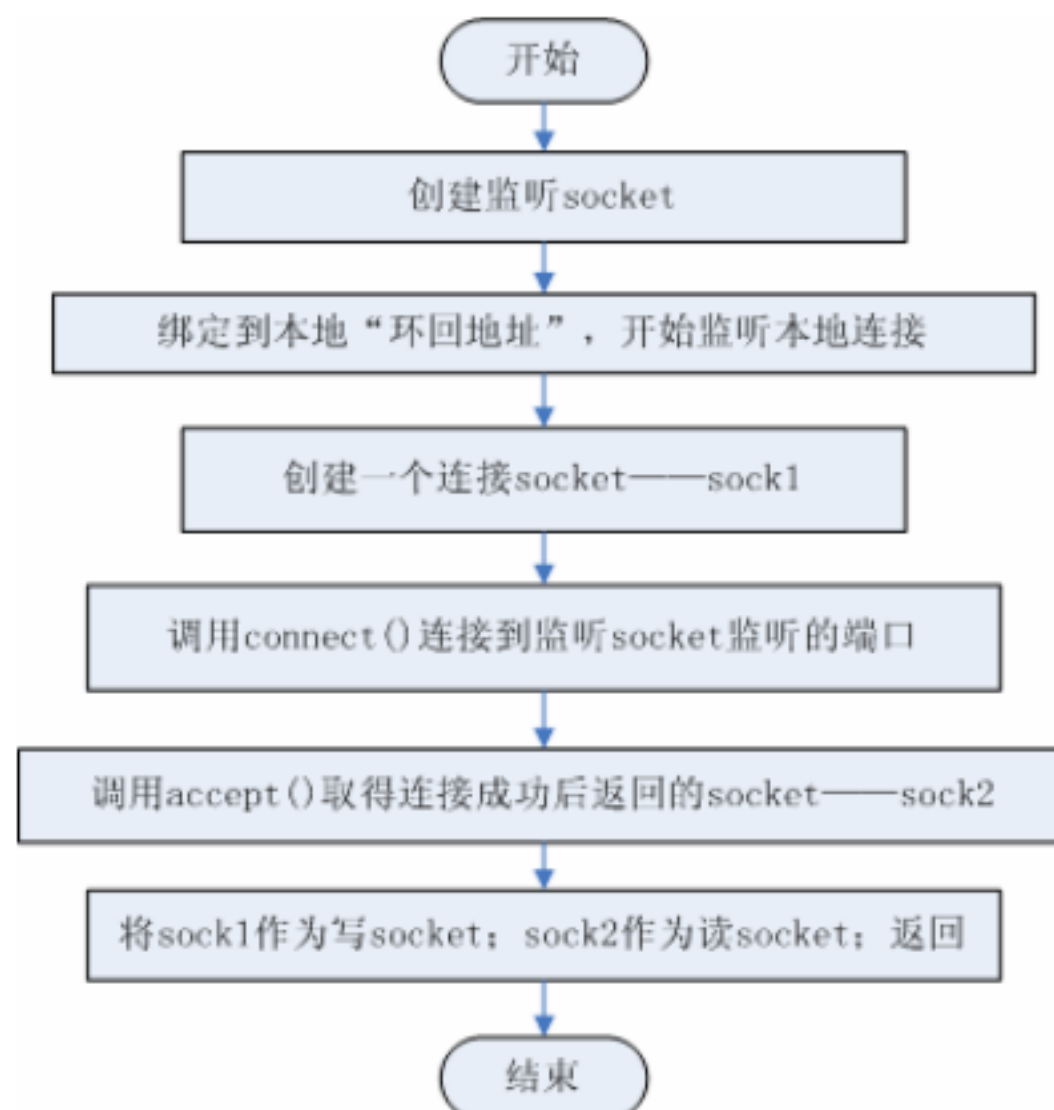 开始
创建监听socket
绑定到本地“环回地址”，开始监听本地连接
创建一个连接socket——sock1
调用connect()连接到监听socket监听的端口
调用accept()取得连接成功后返回的socket——sock2
将sock1作为写socket；sock2作为读socket；返回
结束